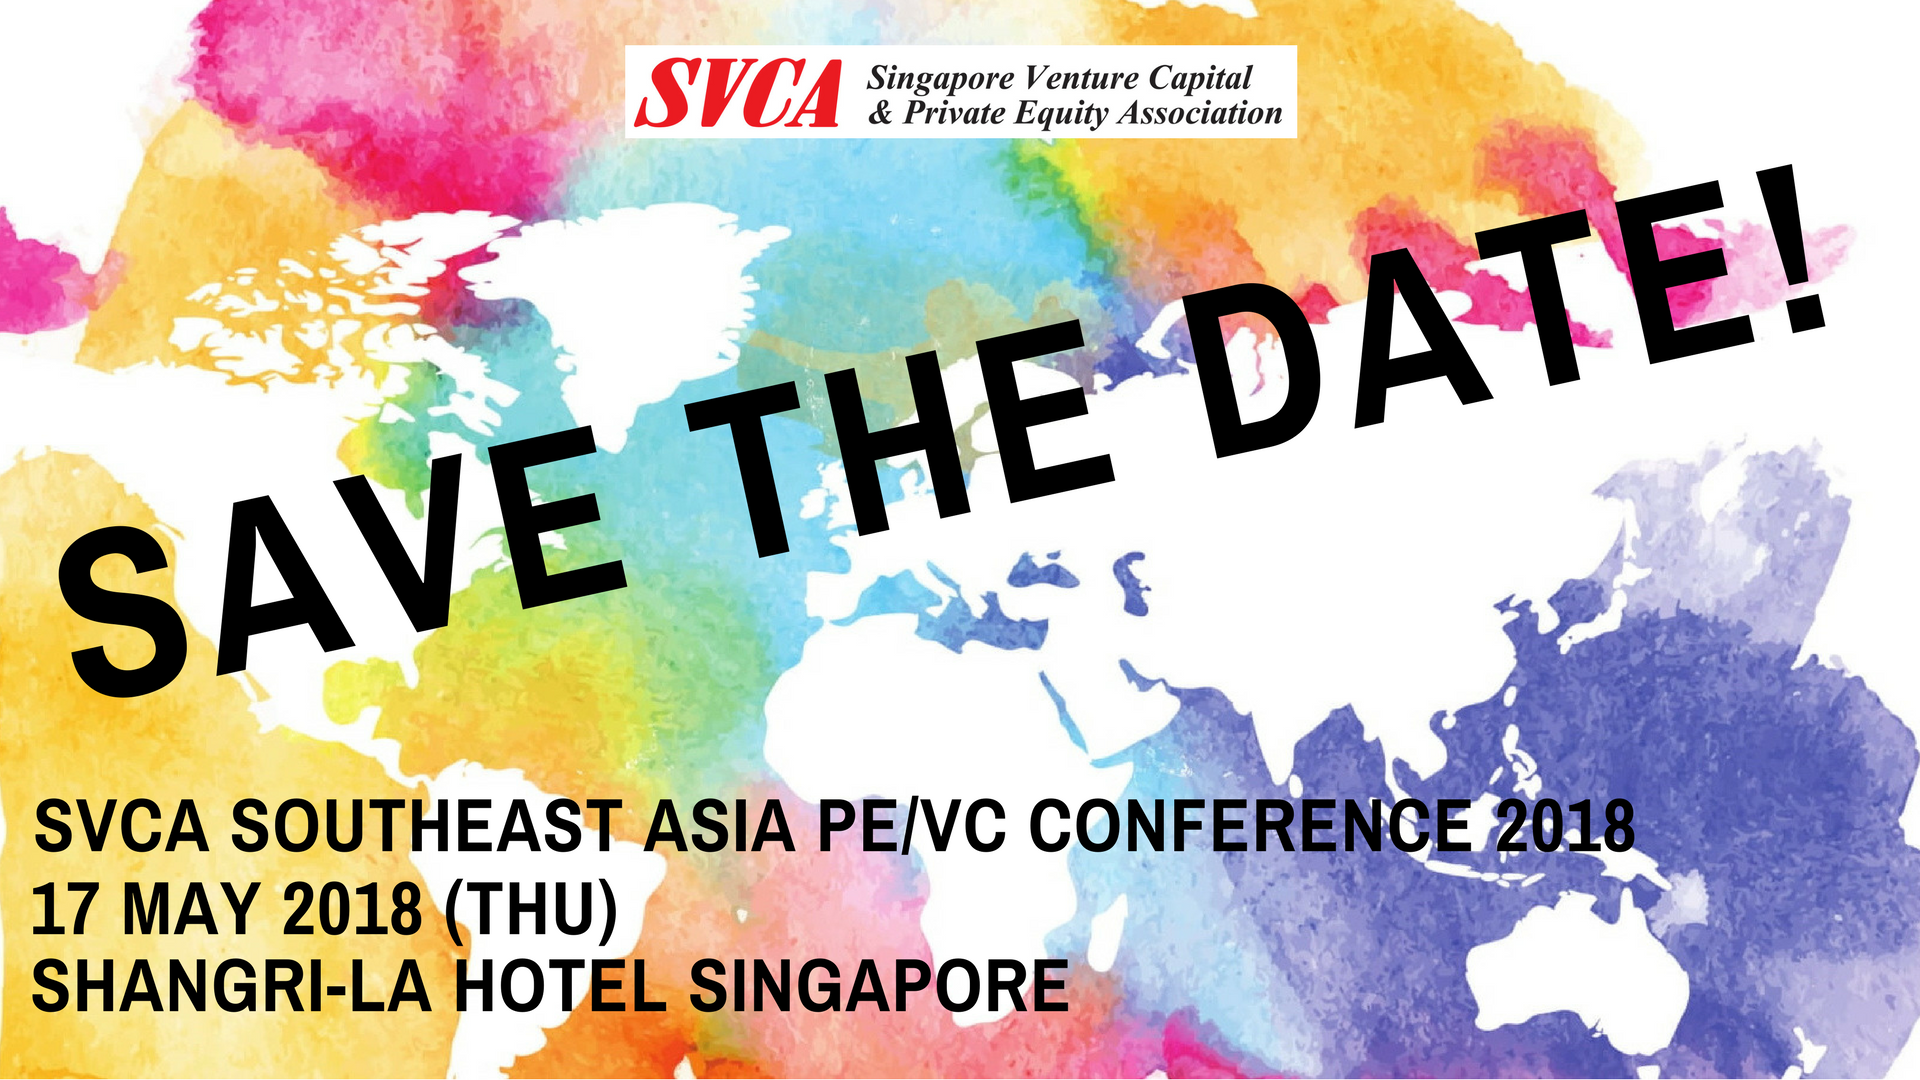 SVCA Singapore Venture Capital
& Private Equity Association
SAVE THE DATE!
SVCA SOUTHEAST ASIA PE/VC CONFERENCE 2018
17 MAY 2018 (THU)
SHANGRI-LA HOTEL SINGAPORE